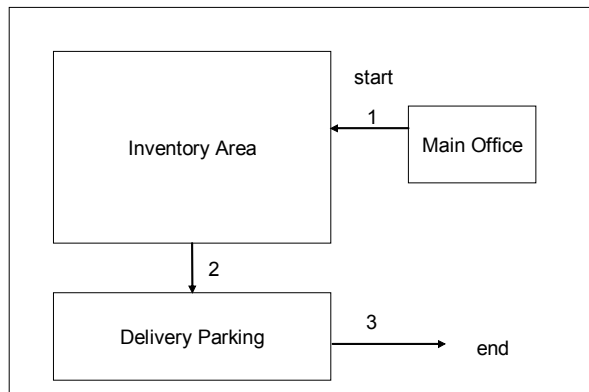 start
1
Inventory Area
Main Office
2
Delivery Parking
3
end